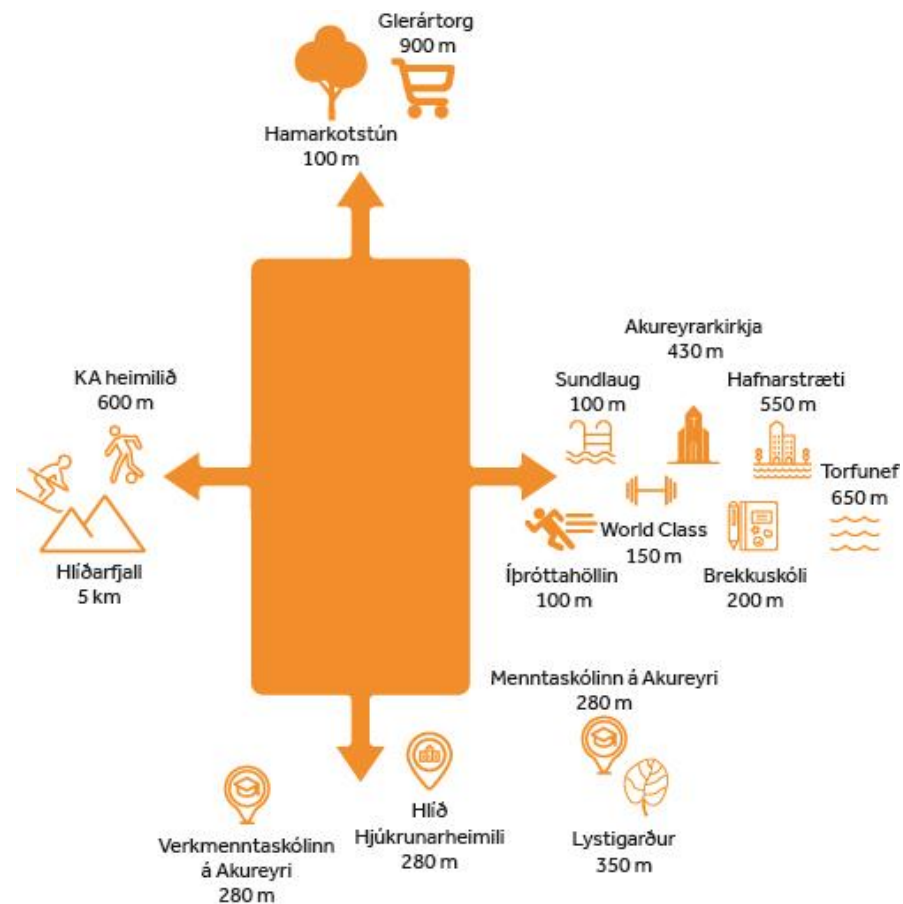 Glerártorg
900 m
Hamarkotstún
100 m
KA heimilið
600 m
Hlíðarfjall
5 km
Akureyrarkirkja
430 m
Sundlaug
100 m
Hafnarstræti
550 m
Torfunef
650 m
World Class
150 m
Íþróttahöllin
100 m
Brekkuskóli
200 m
Menntaskólinn á Akureyri
280 m
Lystigarður
350 m
Hlíð
Hjúkrunarheimili
280 m
Verkmenntaskólinn
á Akureyri
280 m